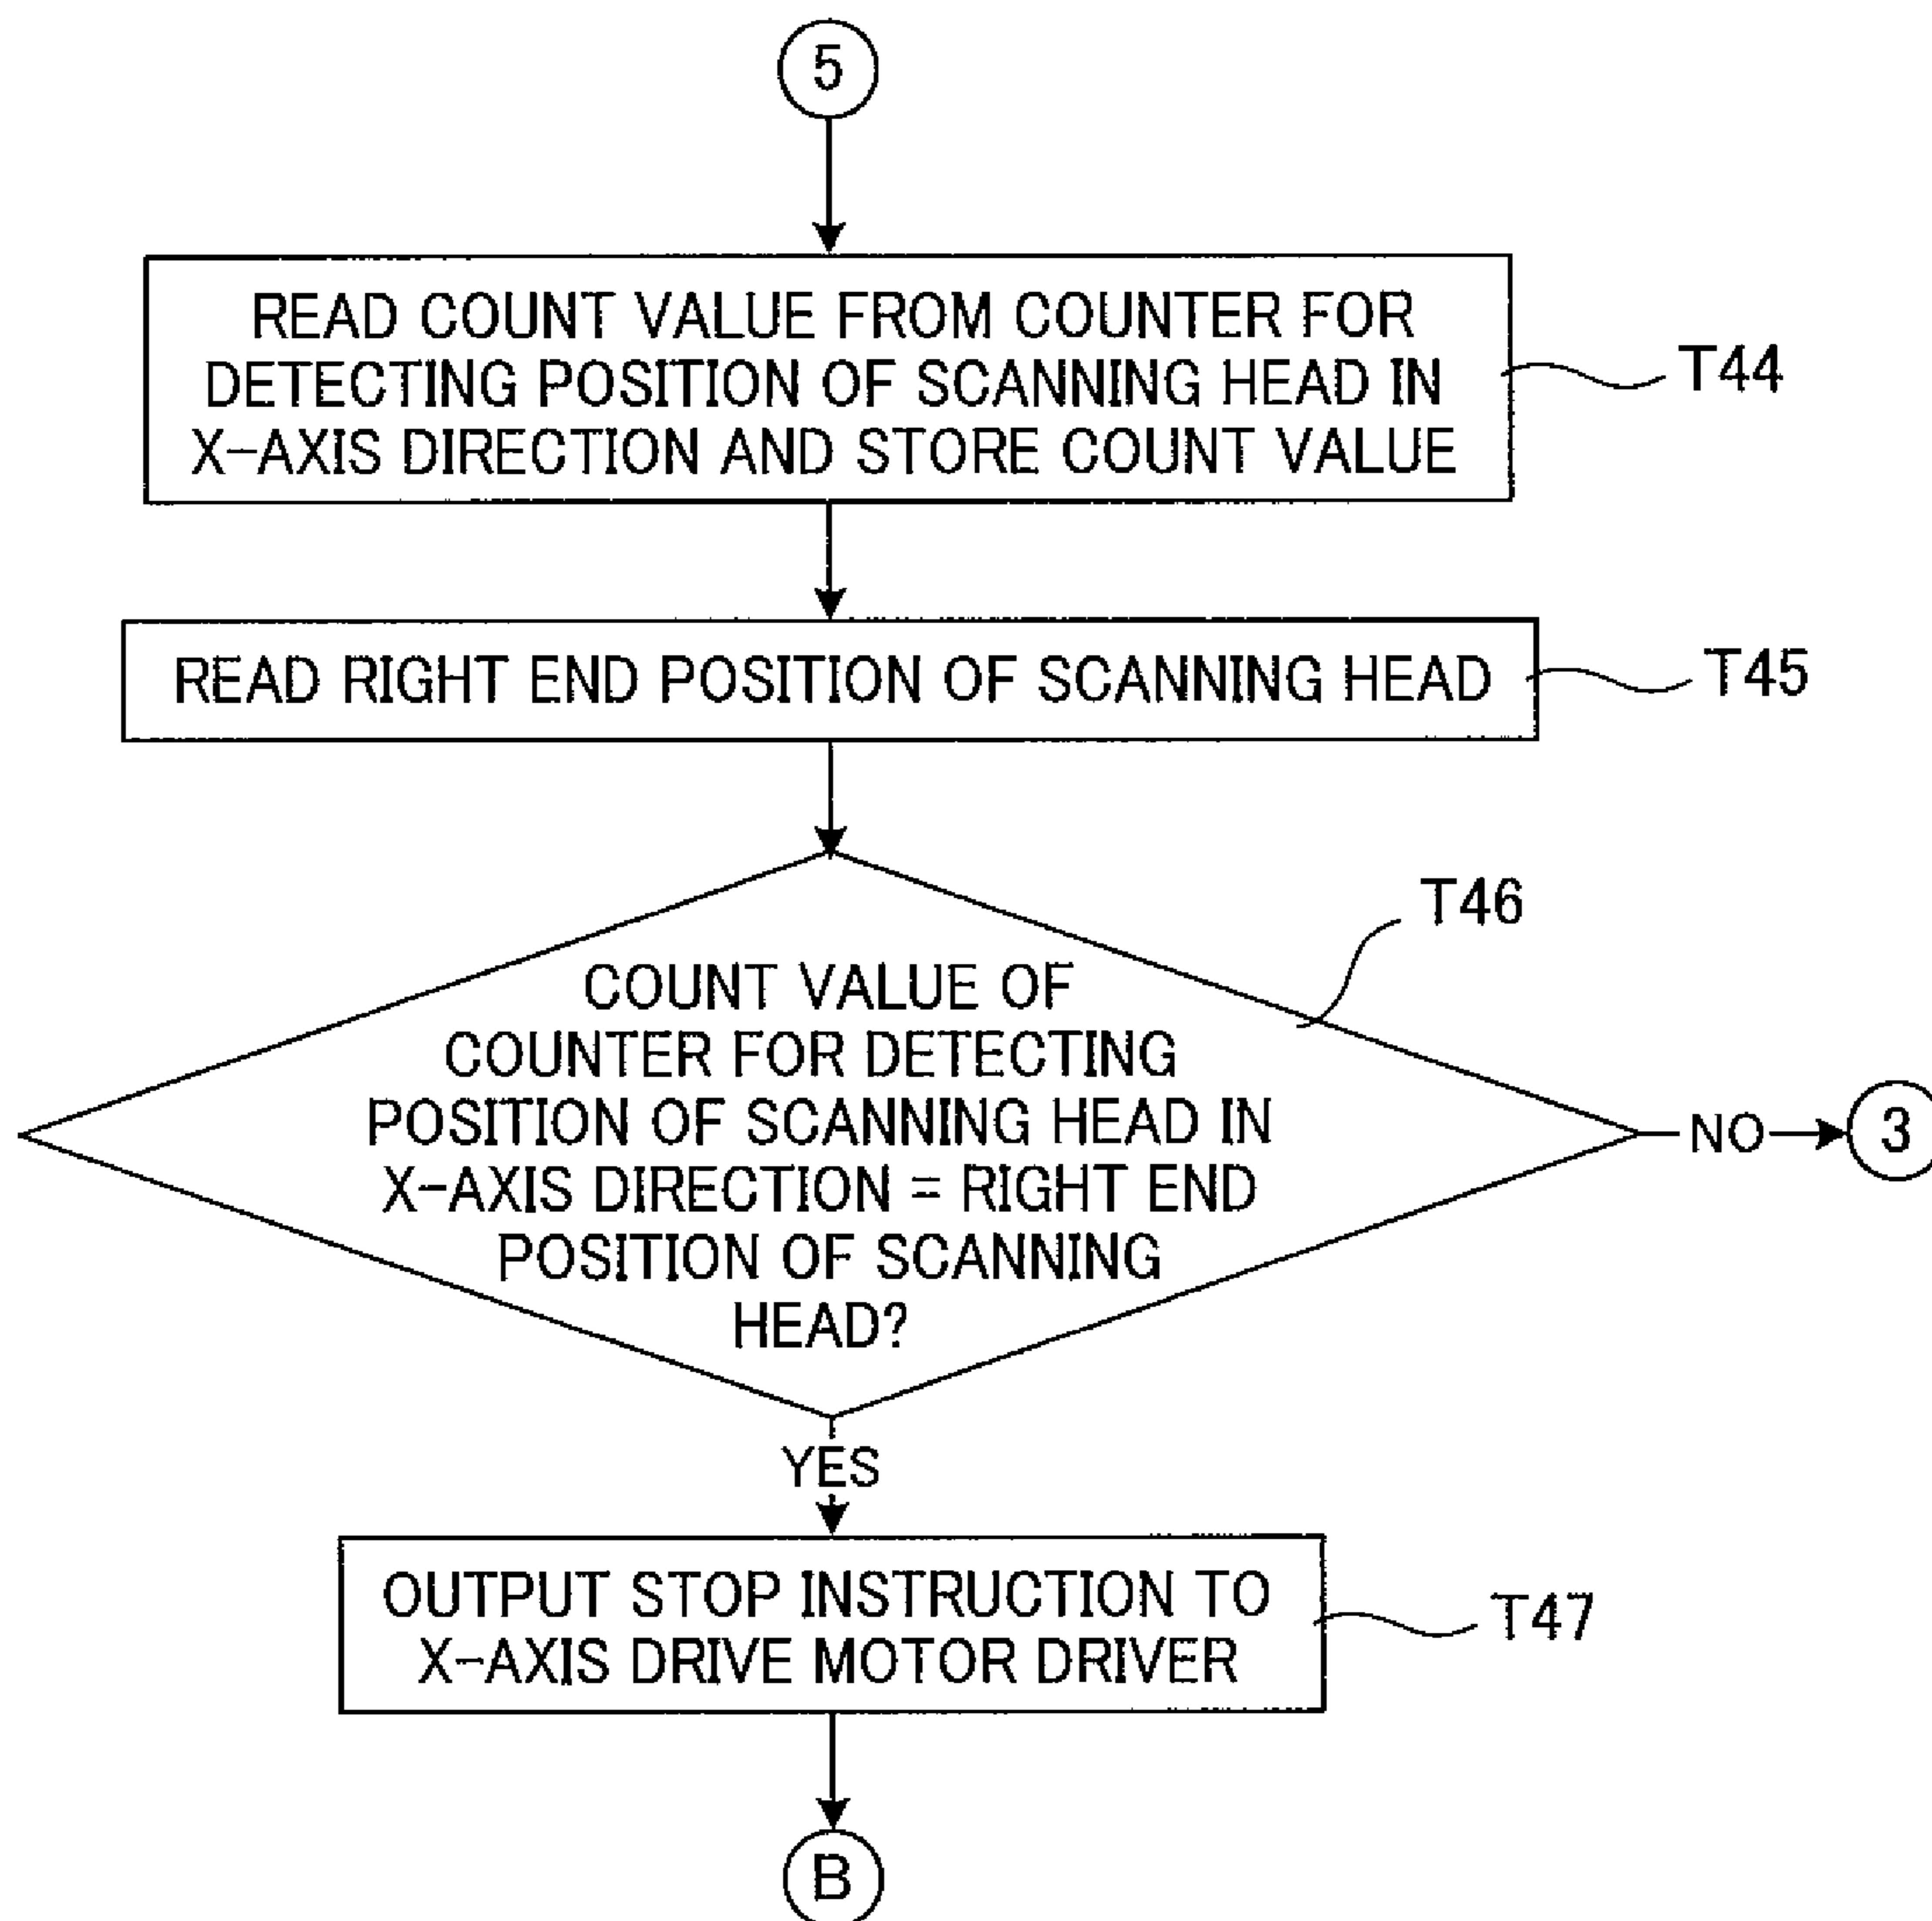 5
READ COUNT VALUE FROM COUNTER FOR
DETECTING POSITION OF SCANNING HEAD IN
X-AXIS DIRECTION AND STORE COUNT VALUE
T44
READ RIGHT END POSITION OF SCANNING HEAD
T45
T46
COUNT VALUE OF
COUNTER FOR DETECTING
POSITION OF SCANNING HEAD IN
X-AXIS DIRECTION = RIGHT END
POSITION OF SCANNING
HEAD?
NO
3
YES
OUTPUT STOP INSTRUCTION TO
X-AXIS DRIVE MOTOR DRIVER
T47
B